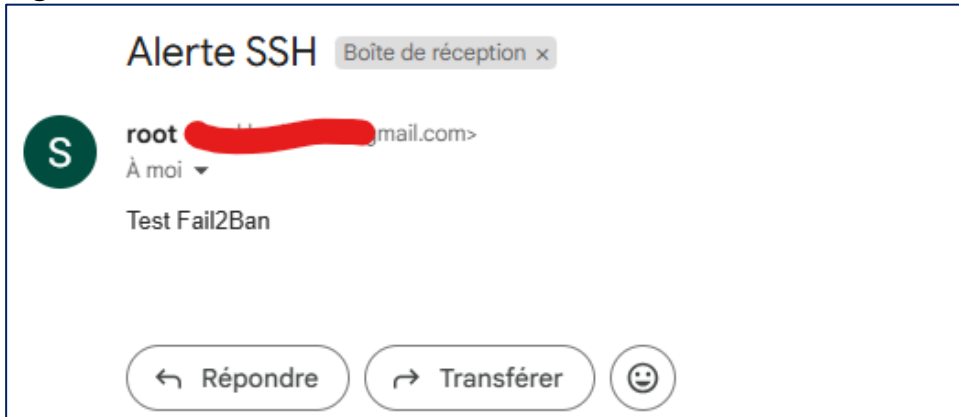 Alerte SSH Boîte de réception ×
S
root gmail.com>
À moi
Test Fail2Ban
Répondre Transférer